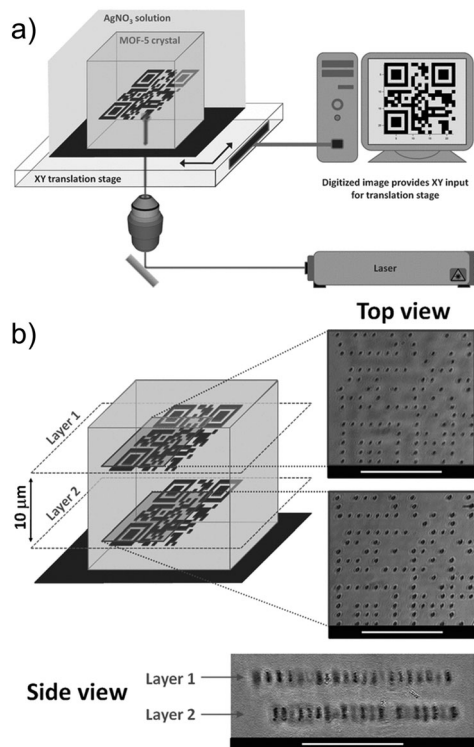 a)
AgNO₃ solution
MOF-5 crystal
XY translation stage
Digitized image provides XY input
for translation stage
Laser
b)
Top view
Layer 1
Layer 2
10 µm
Side view
Layer 1
Layer 2